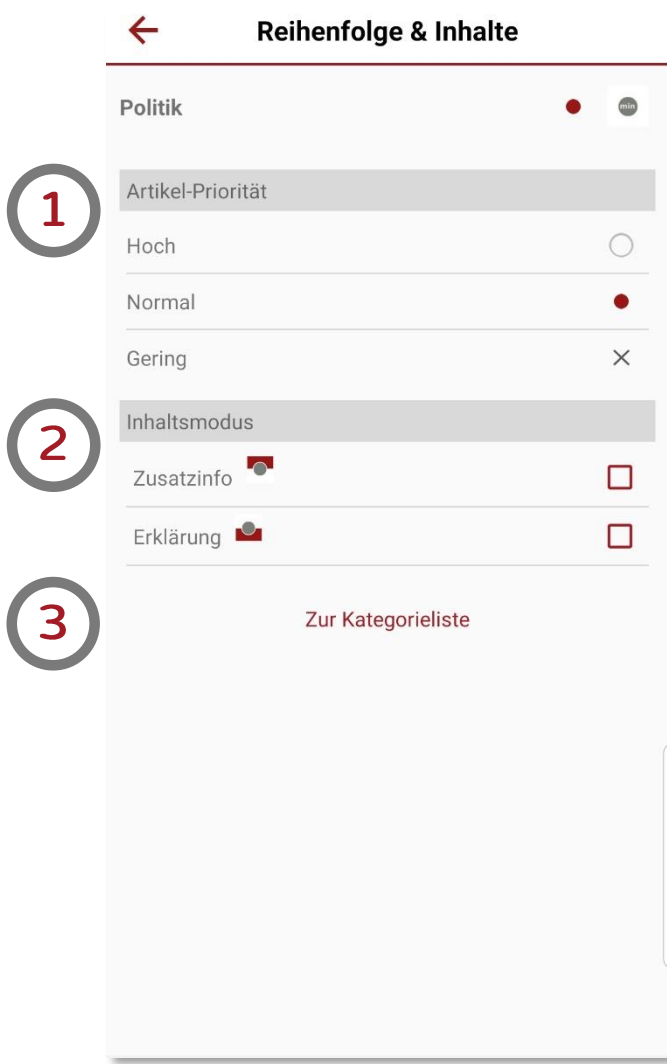 Reihenfolge & Inhalte
Politik
min
1
Artikel-Priorität
Hoch
Normal
Gering
2
Inhaltsmodus
Zusatzinfo
Erklärung
3
Zur Kategorieliste